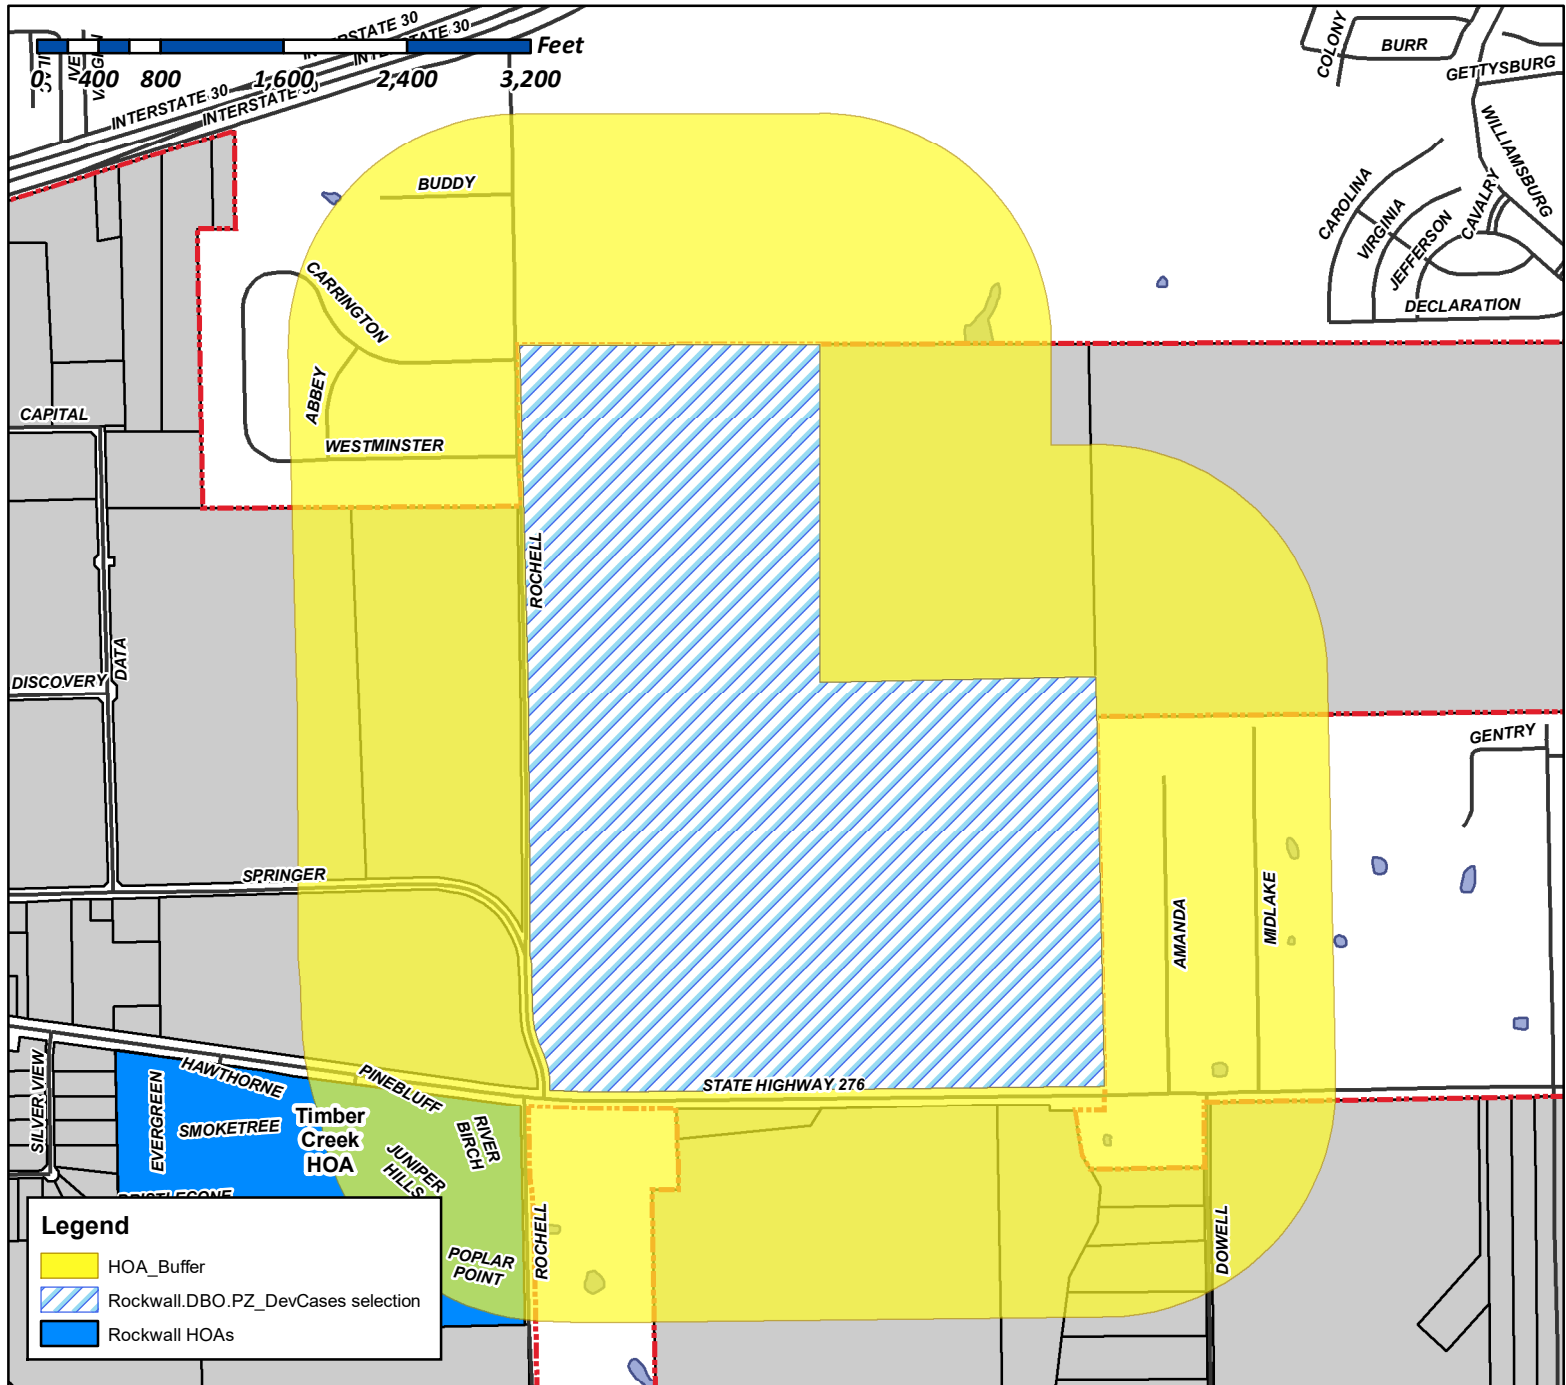 INTERSTATE 30
INTERSTATE 30
Feet
0 400 800 1,600 2,400 3,200
INTERSTATE 30
INTERSTATE 30
COLONY
BURR
GETTYSBURG
WILLIAMSBURG
CAROLINA
VIRGINIA
JEFFERSON
CAVALRY
DECLARATION
BUDDY
CARRINGTON
ABBEY
WESTMINSTER
CAPITAL
ROCHELL
DATA
DISCOVERY
GENTRY
SPRINGER
AMANDA
MIDLAKE
STATE HIGHWAY 276
SILVER VIEW
EVERGREEN
HAWTHORNE
PINEBLUFF
SMOKETREE
Timber
Creek
HOA
RIVER
BIRCH
JUNIPER
HILLS
BRISTLECONE
POPLAR
POINT
ROCHELL
DOWELL
Legend
HOA_Buffer
Rockwall.DBO.PZ_DevCases selection
Rockwall HOAs